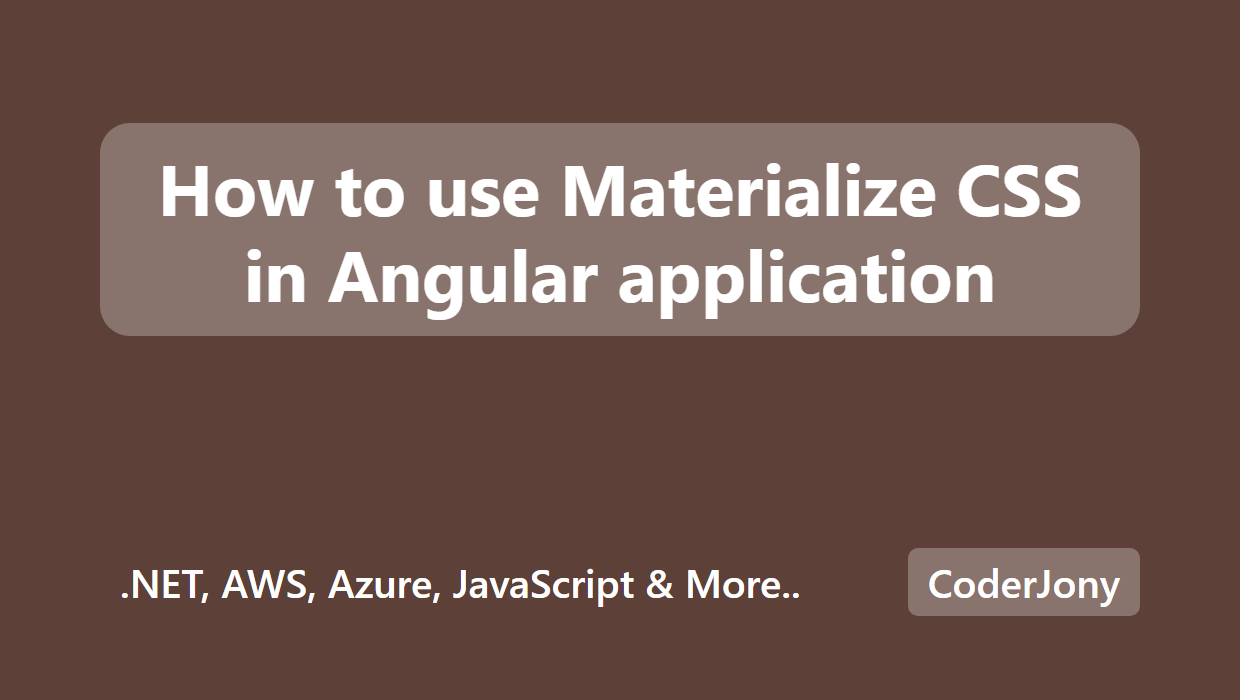 How to use Materialize CSS
in Angular application
.NET, AWS, Azure, JavaScript & More..
CoderJony